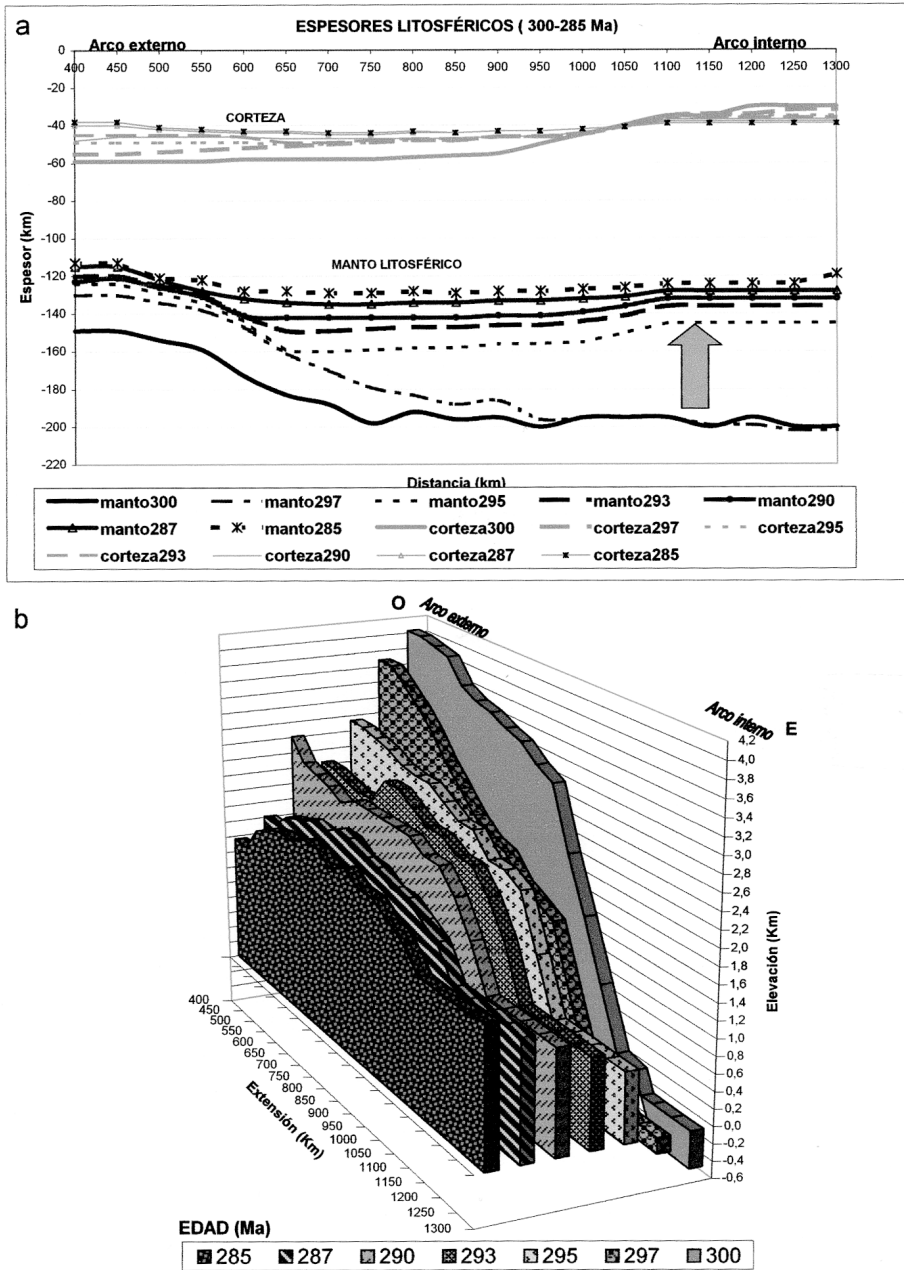 a
ESPESORES LITOSFÉRICOS ( 300-285 Ma)
Arco externo
Arco interno
400 450 500 550 600 650 700 750 800 850 900 950 1000 1050 1100 1150 1200 1250 1300
0
-20
-40
-60
-80
-100
-120
-140
-160
-180
-200
-220
Espesor (km)
CORTEZA
MANTO LITOSFÉRICO
Distancia (km)
manto300 manto297 manto295 manto293 manto290
manto287 manto285 corteza300 corteza297 corteza295
corteza293 corteza290 corteza287 corteza285
b
O
Arco externo
Arco interno
E
4,2
4,0
3,8
3,6
3,4
3,2
3,0
2,8
2,6
2,4
2,2
2,0
1,8
1,6
1,4
1,2
1,0
0,8
0,6
0,4
0,2
0,0
-0,2
-0,4
-0,6
Elevación (Km)
400
450
500
550
600
650
700
750
800
850
900
950
1000
1050
1100
1150
1200
1250
1300
Extensión (Km)
EDAD (Ma)
285 287 290 293 295 297 300